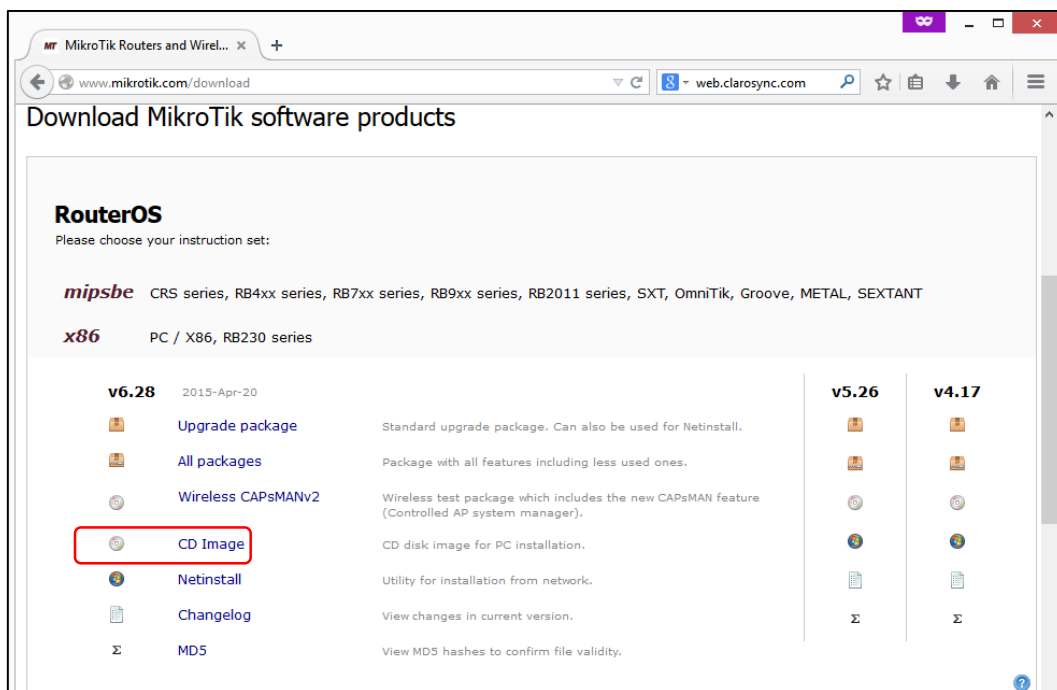 MT MikroTik Routers and Wirel... × +
www.mikrotik.com/download 8 web.clarosync.com
Download MikroTik software products
RouterOS
Please choose your instruction set:
mipsbe CRS series, RB4xx series, RB7xx series, RB9xx series, RB2011 series, SXT, OmniTik, Groove, METAL, SEXTANT
x86 PC / X86, RB230 series
v6.28 2015-Apr-20 v5.26 v4.17
Upgrade package Standard upgrade package. Can also be used for Netinstall.
All packages Package with all features including less used ones.
Wireless CAPsMANv2 Wireless test package which includes the new CAPsMAN feature
(Controlled AP system manager).
CD Image CD disk image for PC installation.
Netinstall Utility for installation from network.
Changelog View changes in current version. Σ Σ
Σ MD5 View MD5 hashes to confirm file validity.
?